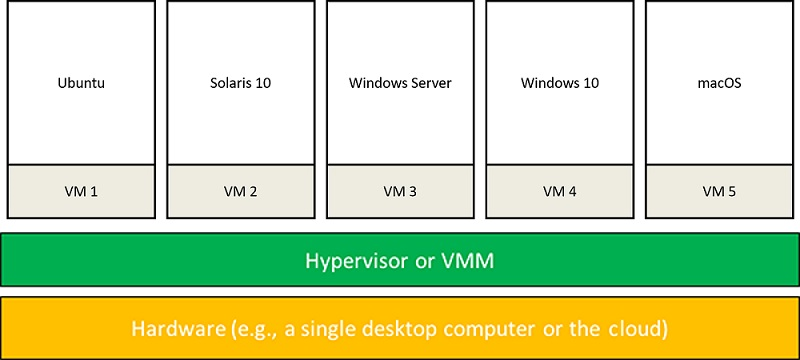 Ubuntu
Solaris 10
Windows Server
Windows 10
macOS
VM 1
VM 2
VM 3
VM 4
VM 5
Hypervisor or VMM
Hardware (e.g., a single desktop computer or the cloud)